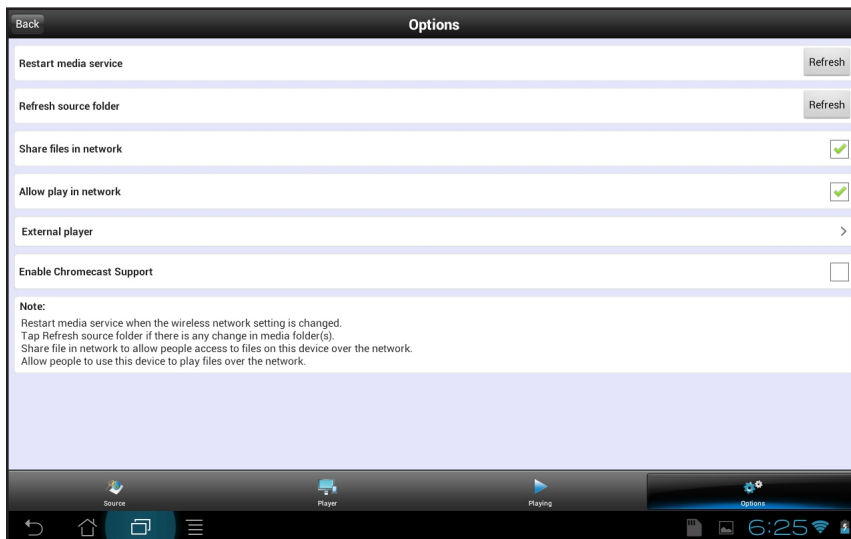 Back
Options
Restart media service
Refresh
Refresh source folder
Refresh
Share files in network
Allow play in network
External player
Enable Chromecast Support
Note:
Restart media service when the wireless network setting is changed.
Tap Refresh source folder if there is any change in media folder(s).
Share file in network to allow people access to files on this device over the network.
Allow people to use this device to play files over the network.
Source
Player
Playing
Options
6:25